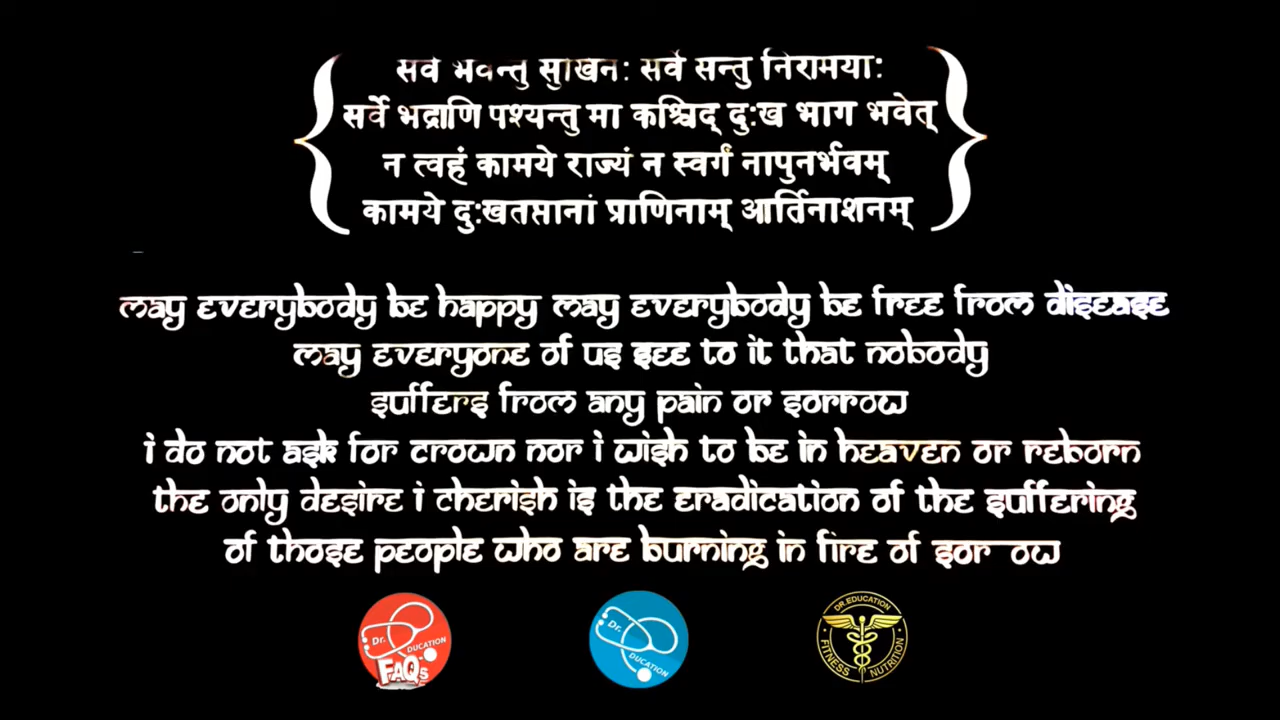 सर्वे भवन्तु सुखिन: सर्वे सन्तु निरामया:
सर्वे भद्राणि पश्यन्तु मा कश्चिद् दु:ख भाग भवेत्
न त्वहं कामये राज्यं न स्वर्गं नापुनर्भवम्
कामये दु:खतप्तानां प्राणिनाम् आर्तिनाशनम्
may everybody be happy may everybody be free from disease
may everyone of us see to it that nobody
suffers from any pain or sorrow
i do not ask for crown nor i wish to be in heaven or reborn
the only desire i cherish is the eradication of the suffering
of those people who are burning in fire of sor ow
Dr. EDUCATION FAQs
Dr. EDUCATION
DR.EDUCATION FITNESS NUTRITION